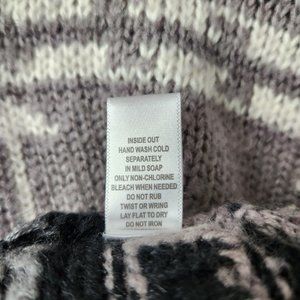 INSIDE OUT
HAND WASH COLD
SEPARATELY
IN MILD SOAP
ONLY NON-CHLORINE
BLEACH WHEN NEEDED
DO NOT RUB
TWIST OR WRING
LAY FLAT TO DRY
DO NOT IRON